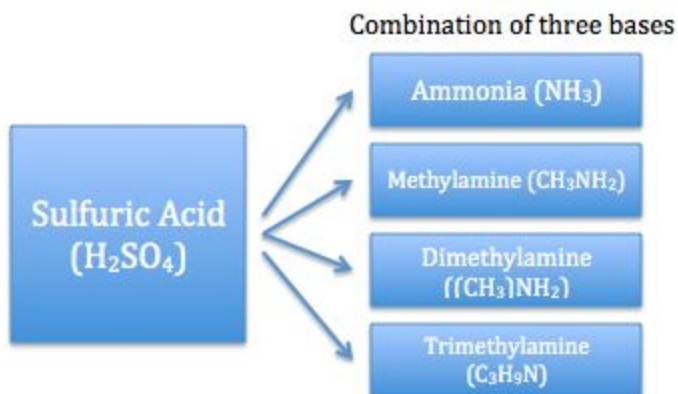 Combination of three bases
Ammonia (NH₃)
Methylamine (CH₃NH₂)
Sulfuric Acid
(H₂SO₄)
Dimethylamine
((CH₃)NH₂)
Trimethylamine
(C₃H₉N)